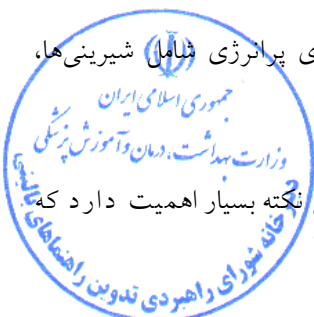 ی پرانرژی شامل شیرینی‌ها،
جمهوری اسلامی ایران
وزارت بهداشت، درمان و آموزش پزشکی
نکته بسیار اهمیت دارد که
دبیرخانه شورای راهبردی تدوین راهنماهای بالینی